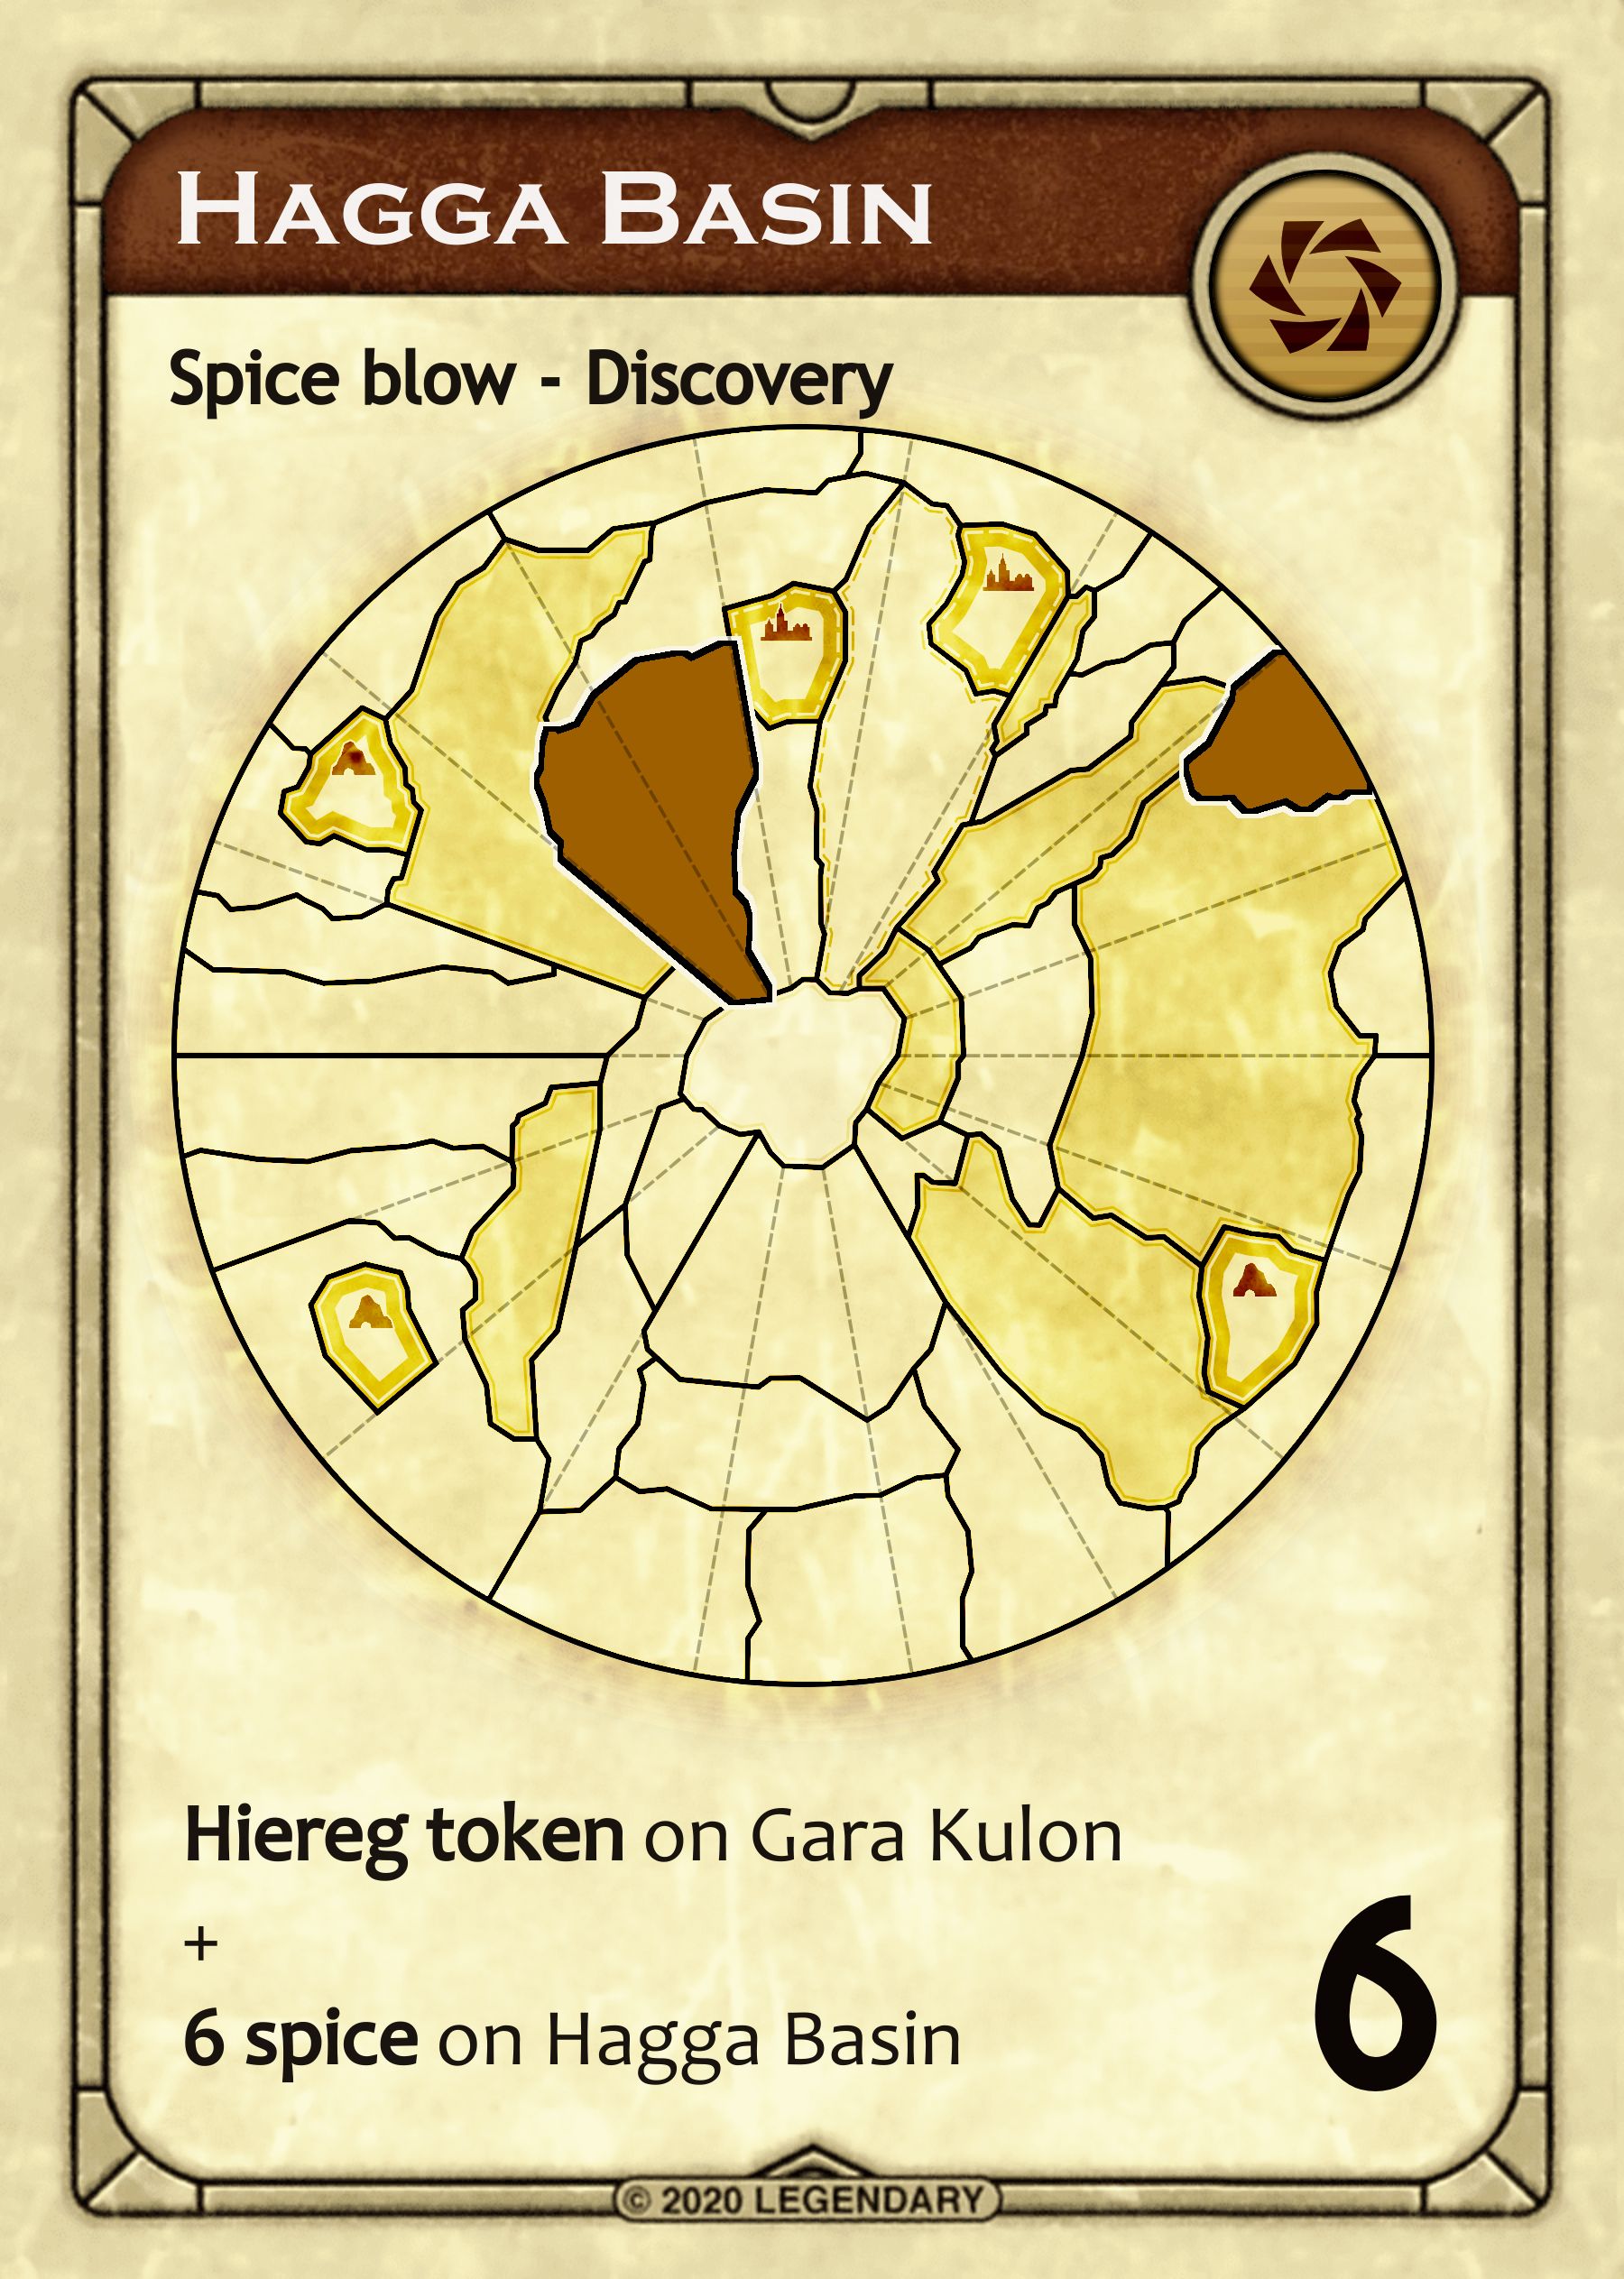 Hagga Basin
Spice blow - Discovery
Hiereg token on Gara Kulon
+
6 spice on Hagga Basin
6
© 2020 LEGENDARY